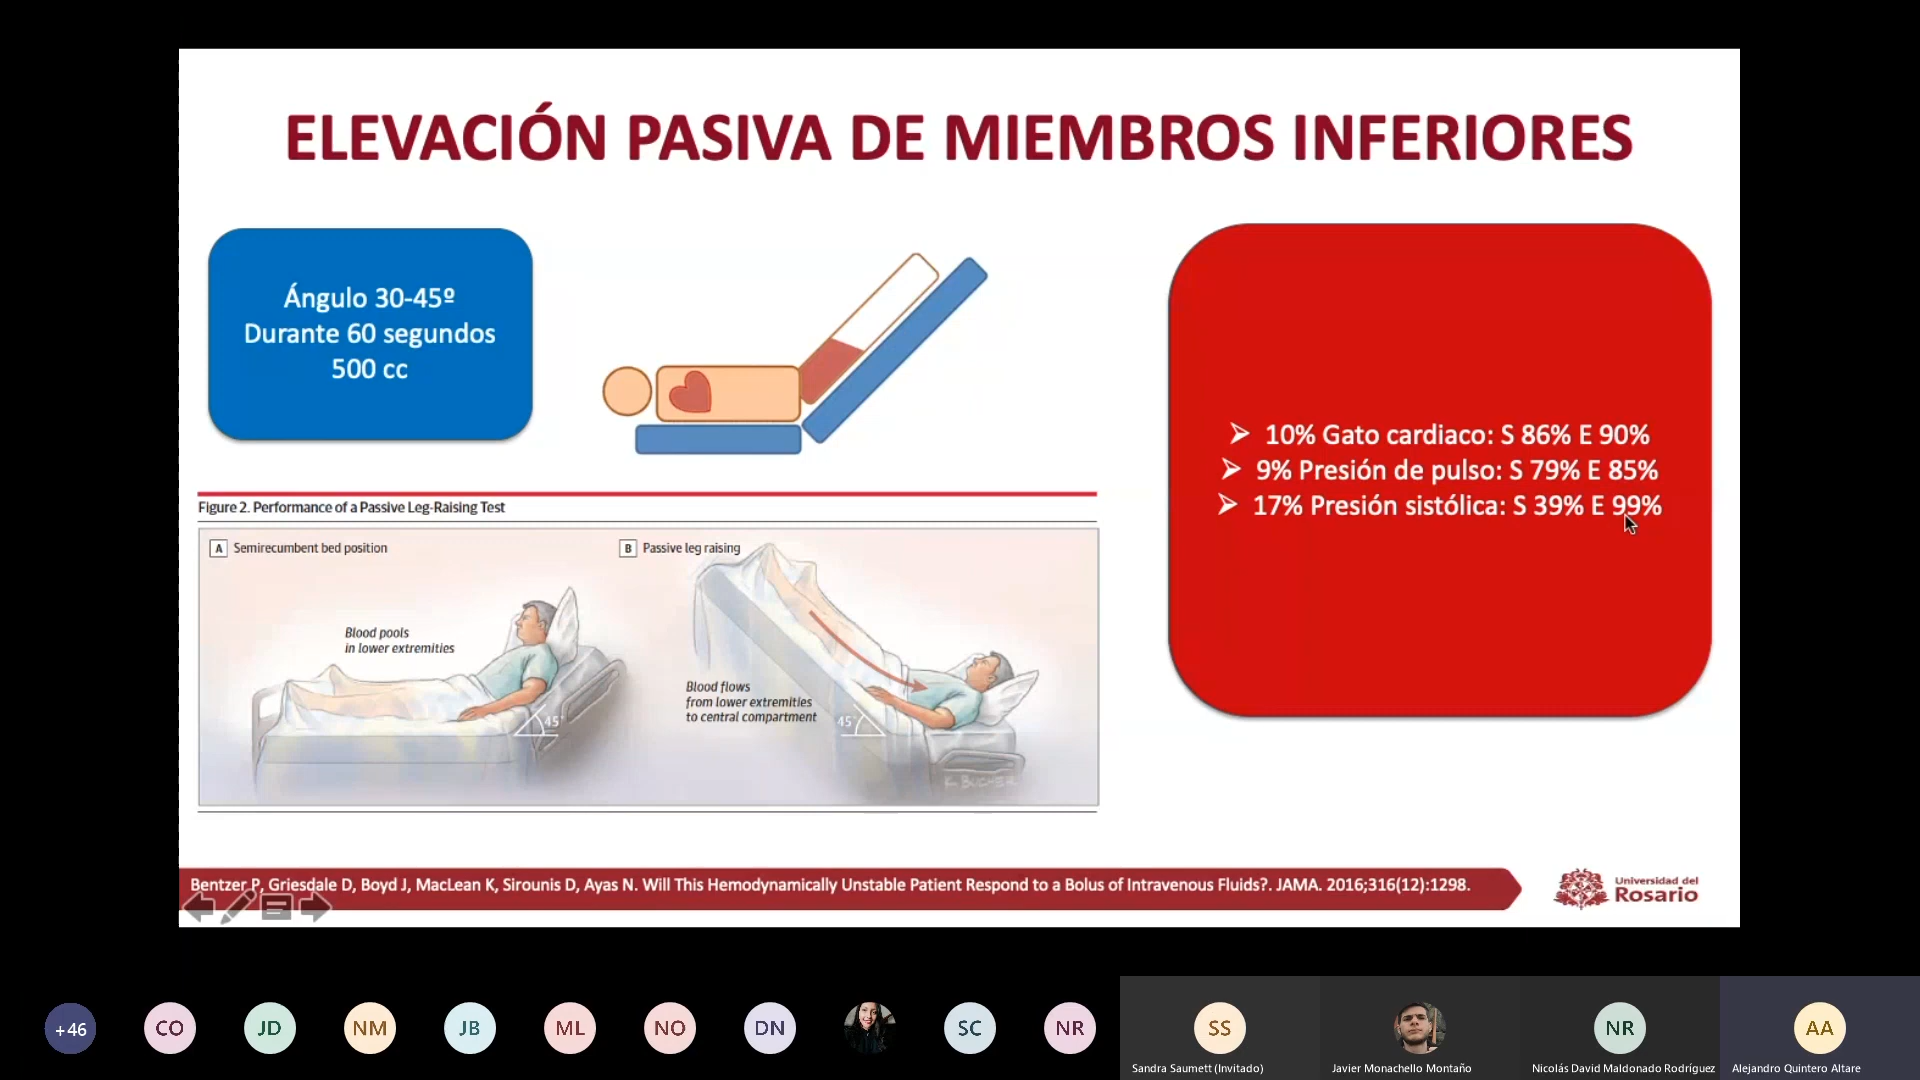 ELEVACIÓN PASIVA DE MIEMBROS INFERIORES
Ángulo 30-45º
Durante 60 segundos
500 cc
➢ 10% Gato cardiaco: S 86% E 90%
➢ 9% Presión de pulso: S 79% E 85%
➢ 17% Presión sistólica: S 39% E 99%
Figure 2. Performance of a Passive Leg-Raising Test
A Semirecumbent bed position
B Passive leg raising
Blood pools
in lower extremities
45°
Blood flows
from lower extremities
to central compartment
45°
K. BUCHER
Bentzer P, Griesdale D, Boyd J, MacLean K, Sirounis D, Ayas N. Will This Hemodynamically Unstable Patient Respond to a Bolus of Intravenous Fluids?. JAMA. 2016;316(12):1298.
Universidad del
Rosario
+46
CO
JD
NM
JB
ML
NO
DN
SC
NR
SS
NR
AA
Sandra Saumett (Invitado)
Javier Monachello Montaño
Nicolás David Maldonado Rodríguez
Alejandro Quintero Altare